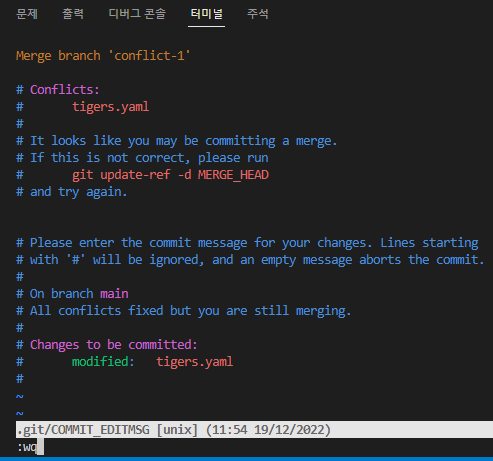 문제 출력 디버그 콘솔 터미널 주석
Merge branch 'conflict-1'
# Conflicts:
#       tigers.yaml
#
# It looks like you may be committing a merge.
# If this is not correct, please run
#       git update-ref -d MERGE_HEAD
# and try again.
# Please enter the commit message for your changes. Lines starting
# with '#' will be ignored, and an empty message aborts the commit.
#
# On branch main
# All conflicts fixed but you are still merging.
#
# Changes to be committed:
#       modified:   tigers.yaml
#
~
~
.git/COMMIT_EDITMSG [unix] (11:54 19/12/2022)
:wq